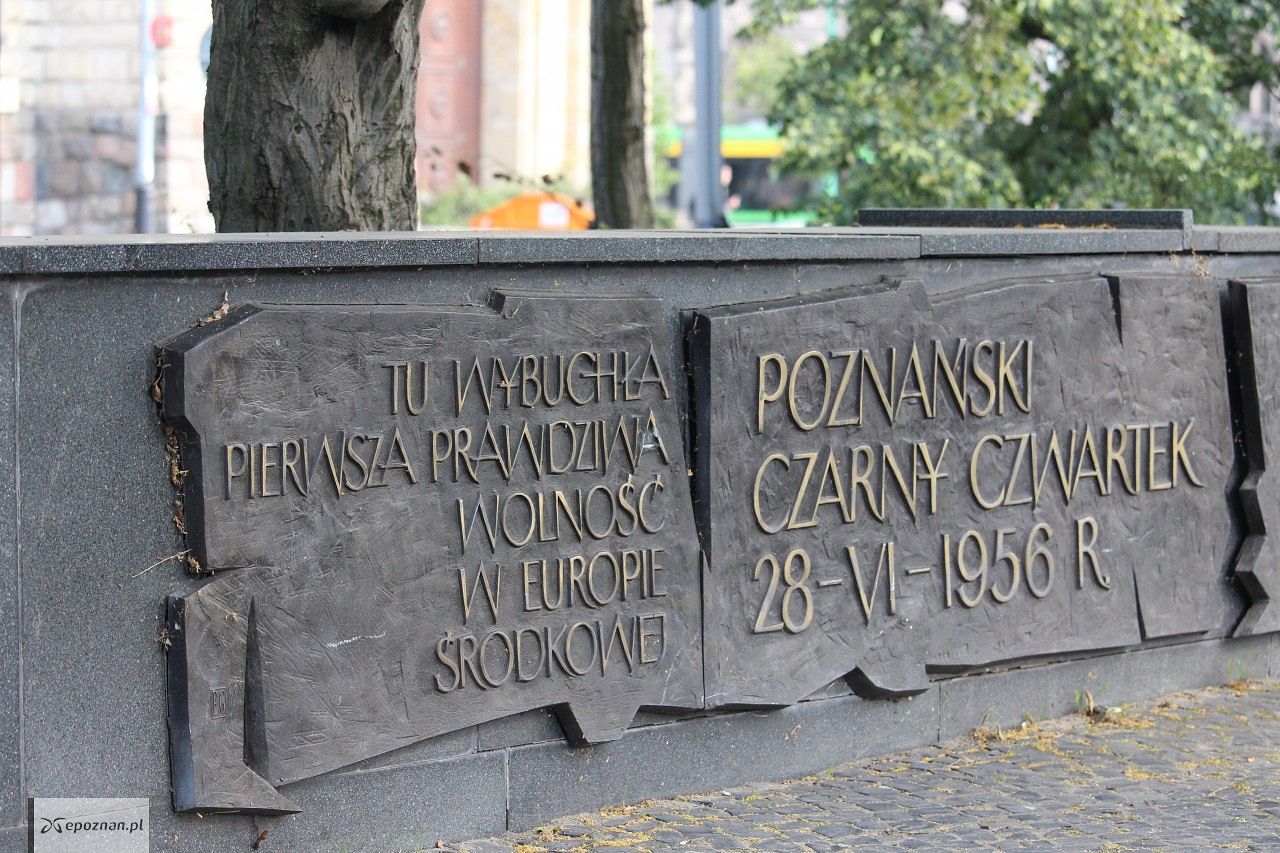 TU WYBUCHŁA
PIERWSZA PRAWDZIWA
WOLNOŚĆ
W EUROPIE
ŚRODKOWEJ
POZNAŃSKI
CZARNY CZWARTEK
28-VI-1956 R
epoznan.pl